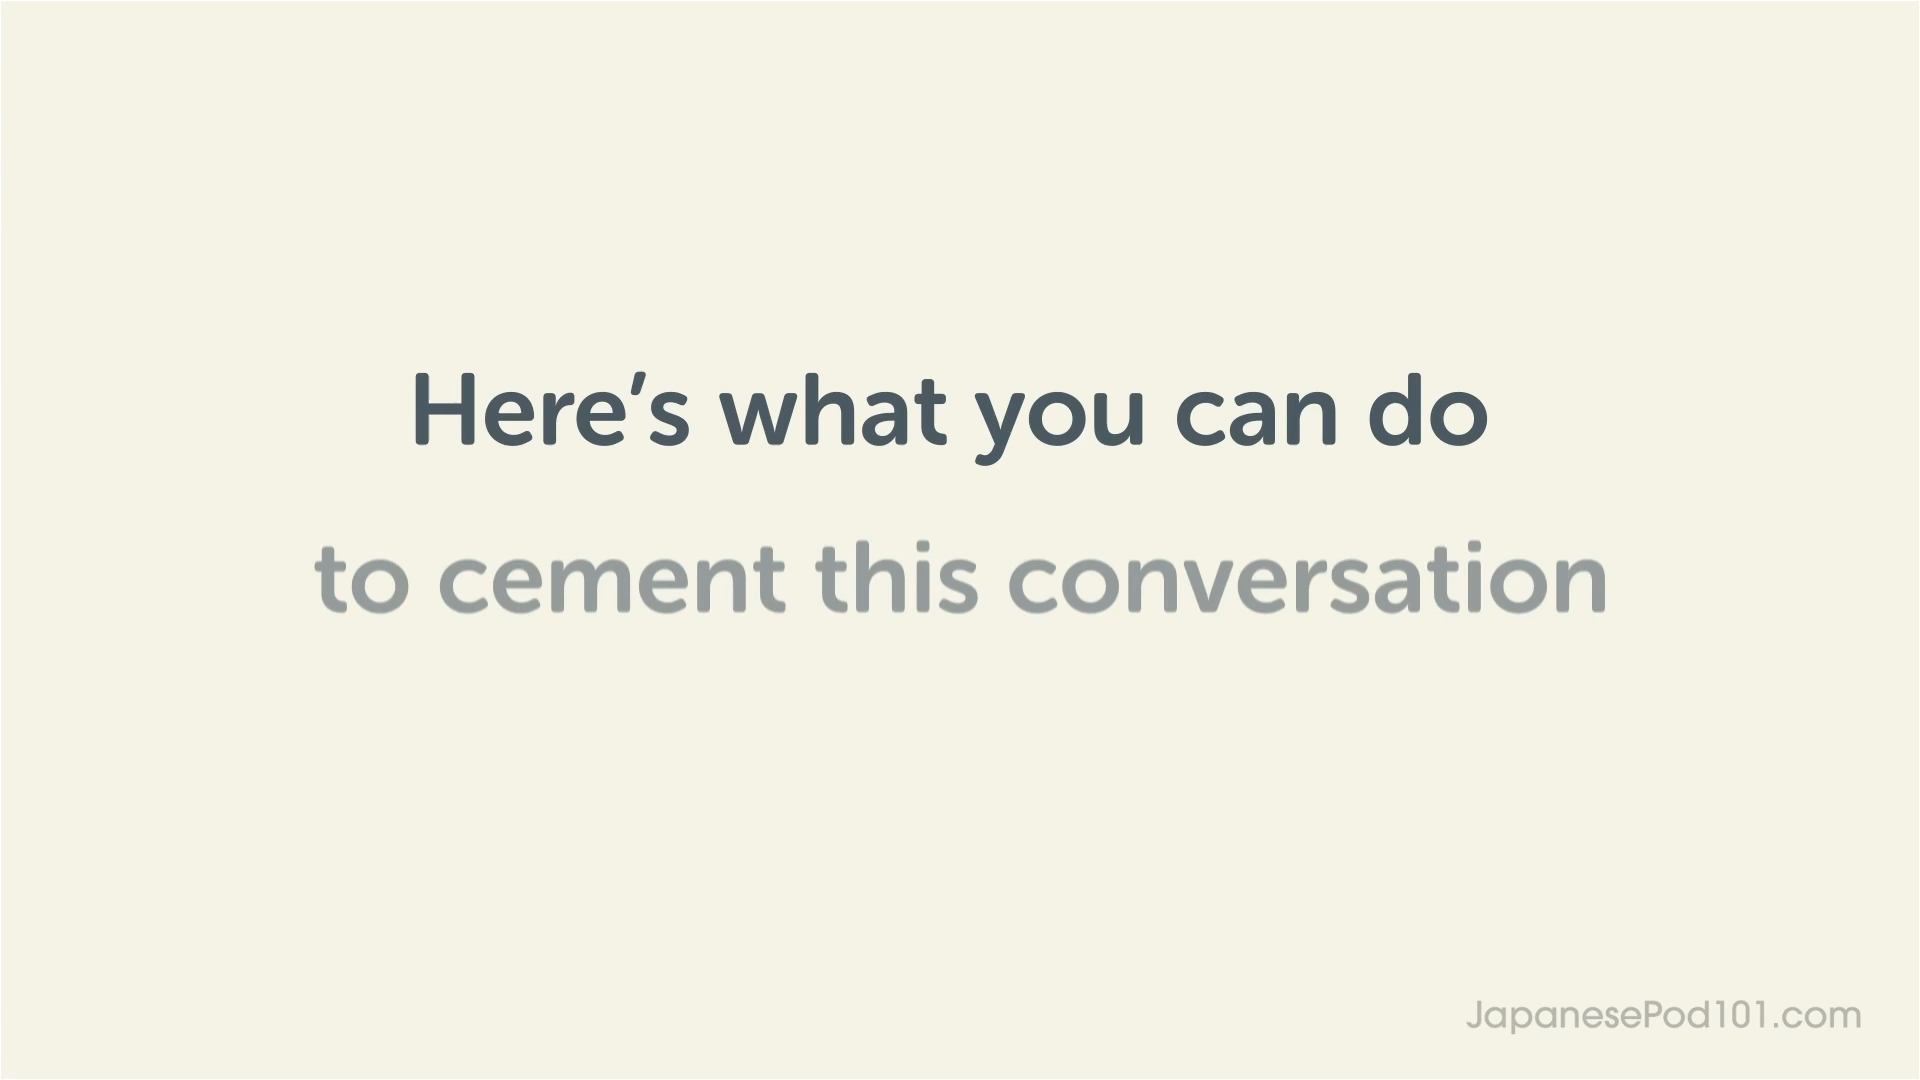 Here’s what you can do
to cement this conversation
JapanesePod101.com